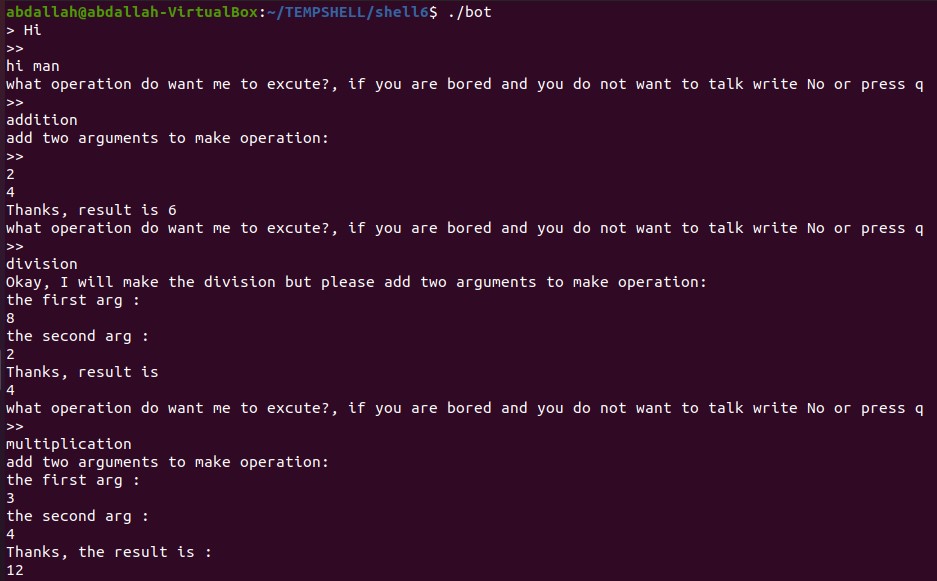 abdallah@abdallah-VirtualBox:~/TEMPSHELL/shell6$ ./bot
> Hi
>>
hi man
what operation do want me to excute?, if you are bored and you do not want to talk write No or press q
>>
addition
add two arguments to make operation:
>>
2
4
Thanks, result is 6
what operation do want me to excute?, if you are bored and you do not want to talk write No or press q
>>
division
Okay, I will make the division but please add two arguments to make operation:
the first arg :
8
the second arg :
2
Thanks, result is
4
what operation do want me to excute?, if you are bored and you do not want to talk write No or press q
>>
multiplication
add two arguments to make operation:
the first arg :
3
the second arg :
4
Thanks, the result is :
12